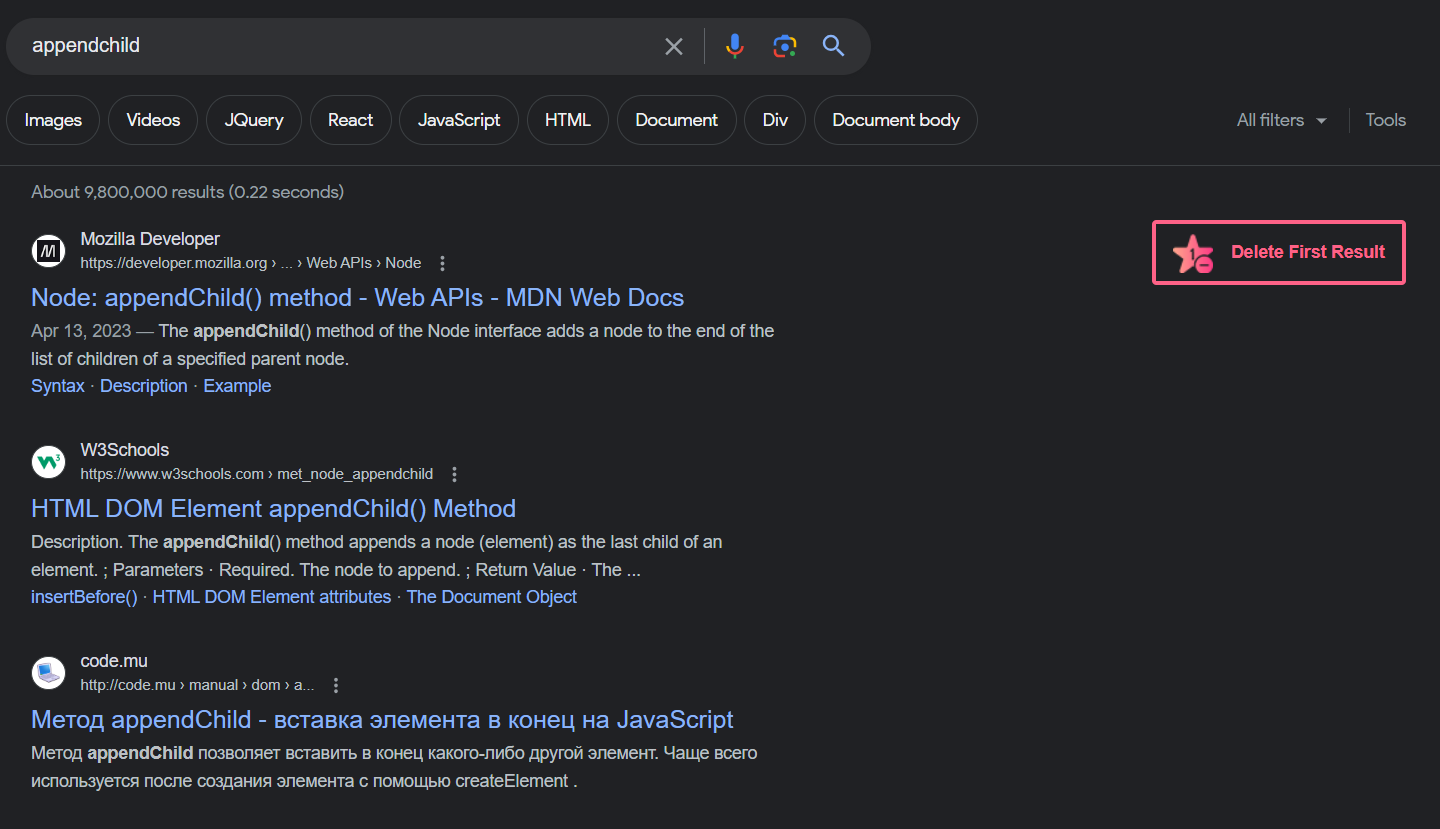 appendchild
Images Videos JQuery React JavaScript HTML Document Div Document body All filters Tools
About 9,800,000 results (0.22 seconds)
Mozilla Developer
https://developer.mozilla.org › ... › Web APIs › Node
1 Delete First Result
Node: appendChild() method - Web APIs - MDN Web Docs
Apr 13, 2023 — The appendChild() method of the Node interface adds a node to the end of the
list of children of a specified parent node.
Syntax · Description · Example
W3Schools
https://www.w3schools.com › met_node_appendchild
HTML DOM Element appendChild() Method
Description. The appendChild() method appends a node (element) as the last child of an
element. ; Parameters · Required. The node to append. ; Return Value · The ...
insertBefore() · HTML DOM Element attributes · The Document Object
code.mu
http://code.mu › manual › dom › a...
Метод appendChild - вставка элемента в конец на JavaScript
Метод appendChild позволяет вставить в конец какого-либо другой элемент. Чаще всего
используется после создания элемента с помощью createElement .